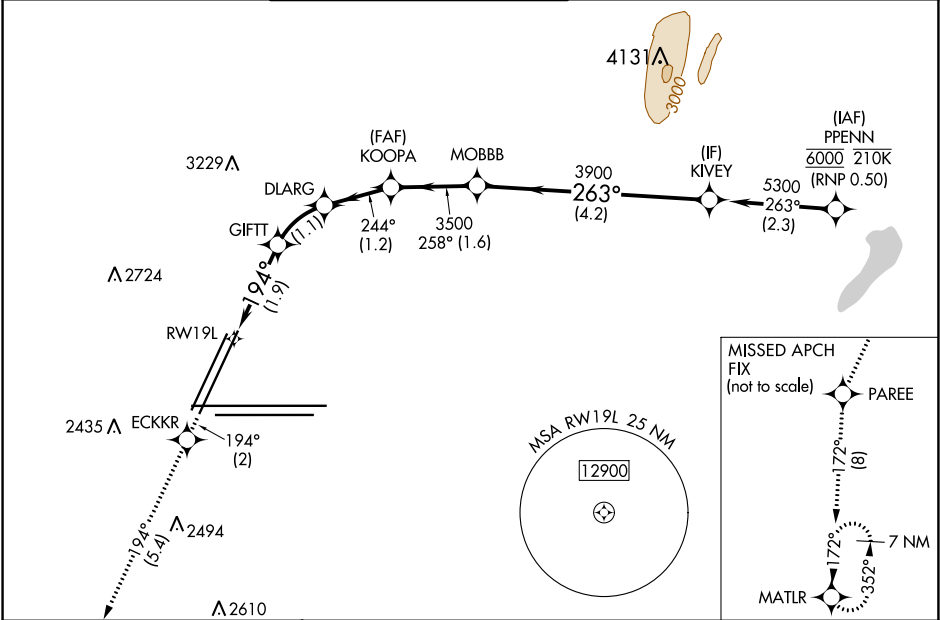 4131
3000
(IAF)
PPENN
6000 210K
(RNP 0.50)
(FAF)
KOOPA
MOBBB
(IF)
KIVEY
3229
DLARG
3900
263°
(4.2)
5300
263°
(2.3)
GIFTT
(1.1)
244°
(1.2)
3500
258° (1.6)
2724
194°
(1.9)
RW19L
MISSED APCH
FIX
(not to scale)
PAREE
2435
ECKKR
194°
(2)
MSA RW19L 25 NM
12900
172°
(8)
194°
(5.4)
2494
7 NM
172°
352°
MATLR
2610